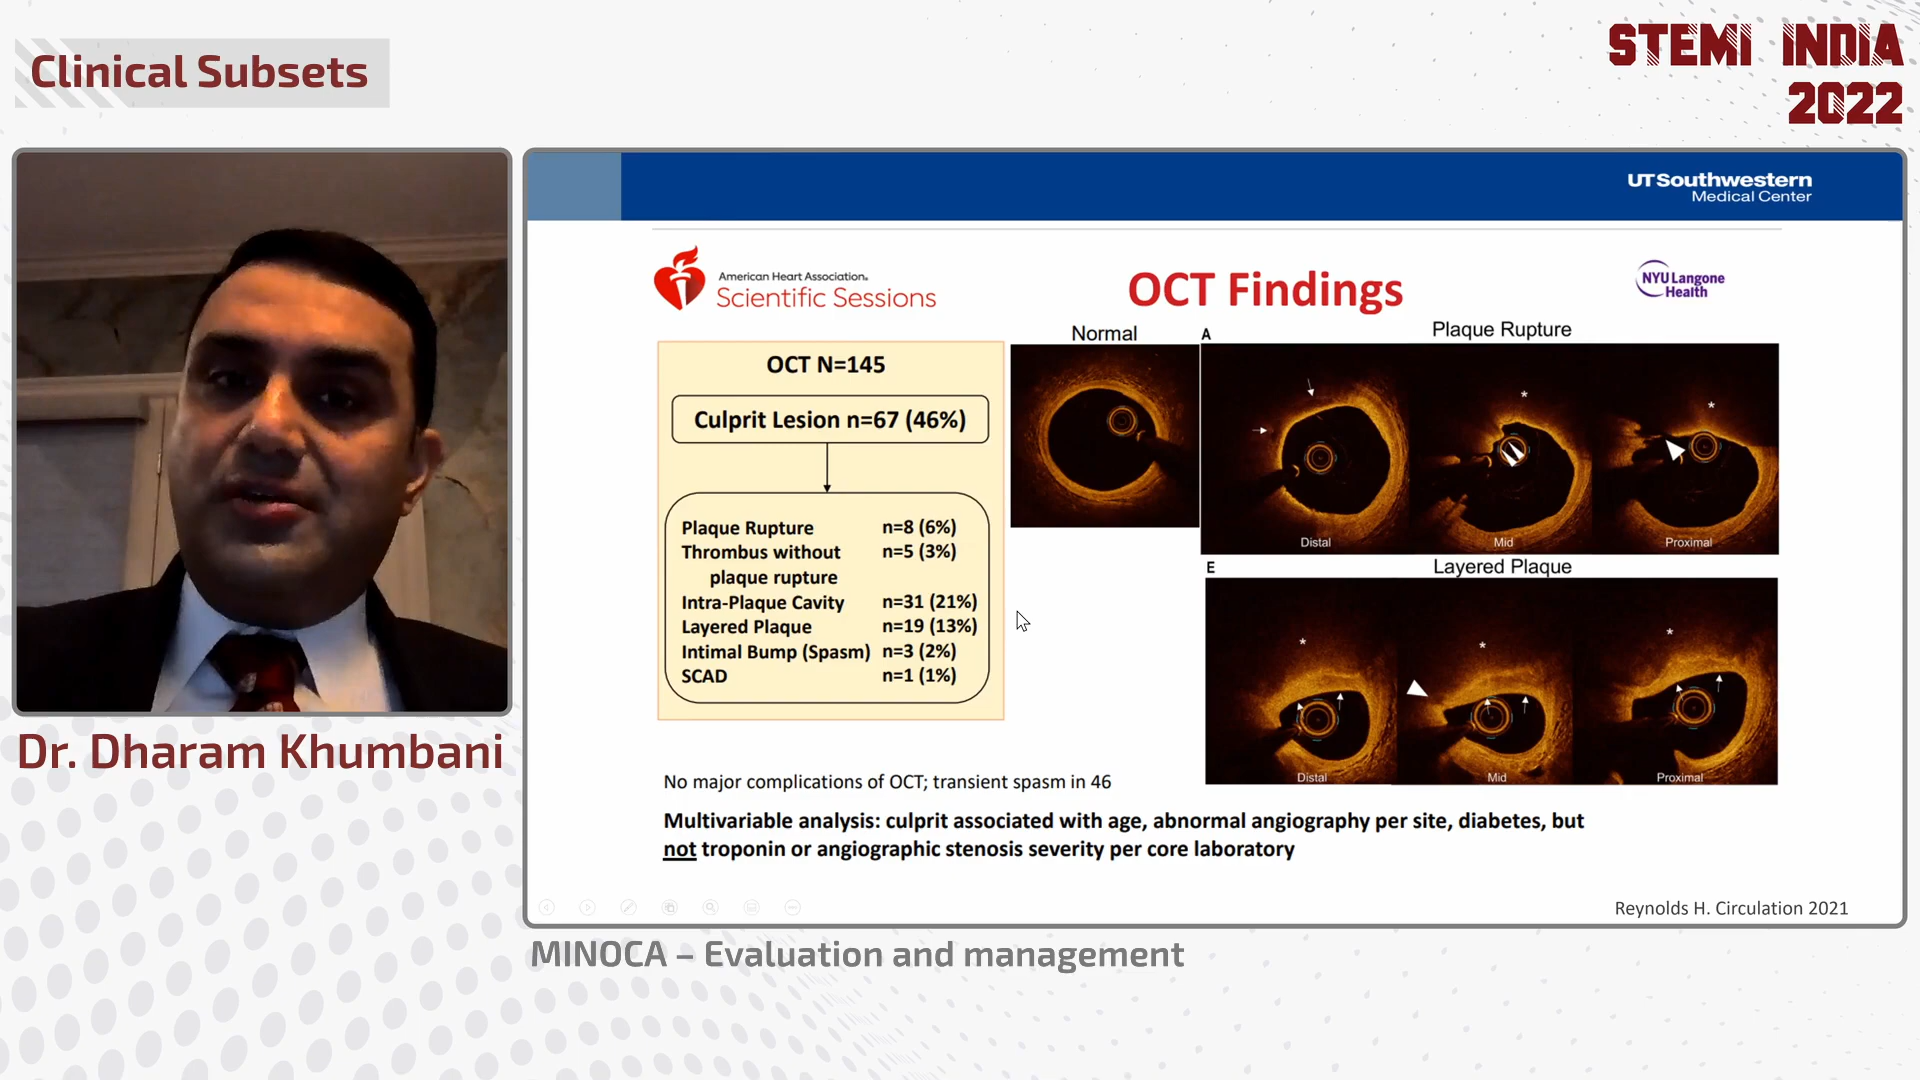 Clinical Subsets
STEMI INDIA
2022
UTSouthwestern
Medical Center
American Heart Association.
Scientific Sessions
OCT Findings
NYU Langone
Health
OCT N=145
Culprit Lesion n=67 (46%)
Plaque Rupture n=8 (6%)
Thrombus without n=5 (3%)
plaque rupture
Intra-Plaque Cavity n=31 (21%)
Layered Plaque n=19 (13%)
Intimal Bump (Spasm) n=3 (2%)
SCAD n=1 (1%)
Normal
A
Plaque Rupture
*
*
Distal
Mid
Proximal
E
Layered Plaque
*
*
*
Distal
Mid
Proximal
No major complications of OCT; transient spasm in 46
Multivariable analysis: culprit associated with age, abnormal angiography per site, diabetes, but
not troponin or angiographic stenosis severity per core laboratory
Reynolds H. Circulation 2021
Dr. Dharam Khumbani
MINOCA – Evaluation and management